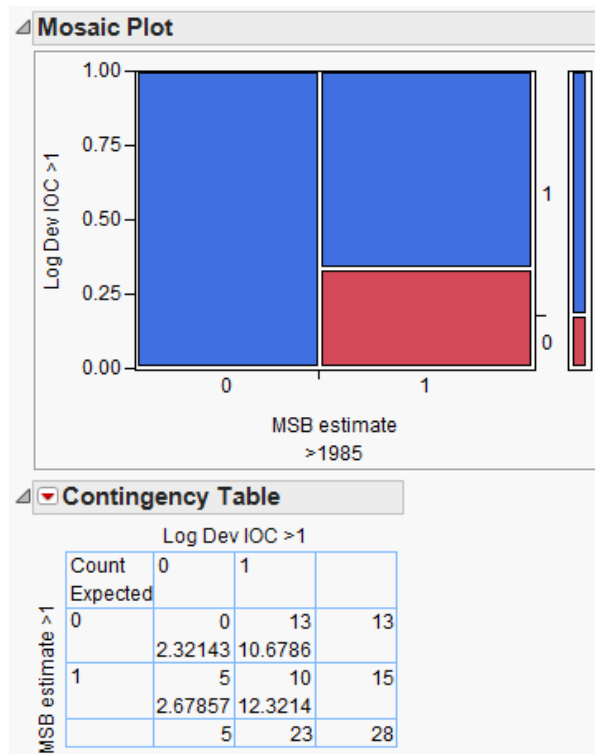 Mosaic Plot
1.00
0.75
0.50
0.25
0.00
Log Dev IOC >1
0 1
1
0
MSB estimate
>1985
Contingency Table
Log Dev IOC >1
MSB estimate >1
Count 0 1
Expected
0 0 13 13
2.32143 10.6786
1 5 10 15
2.67857 12.3214
5 23 28